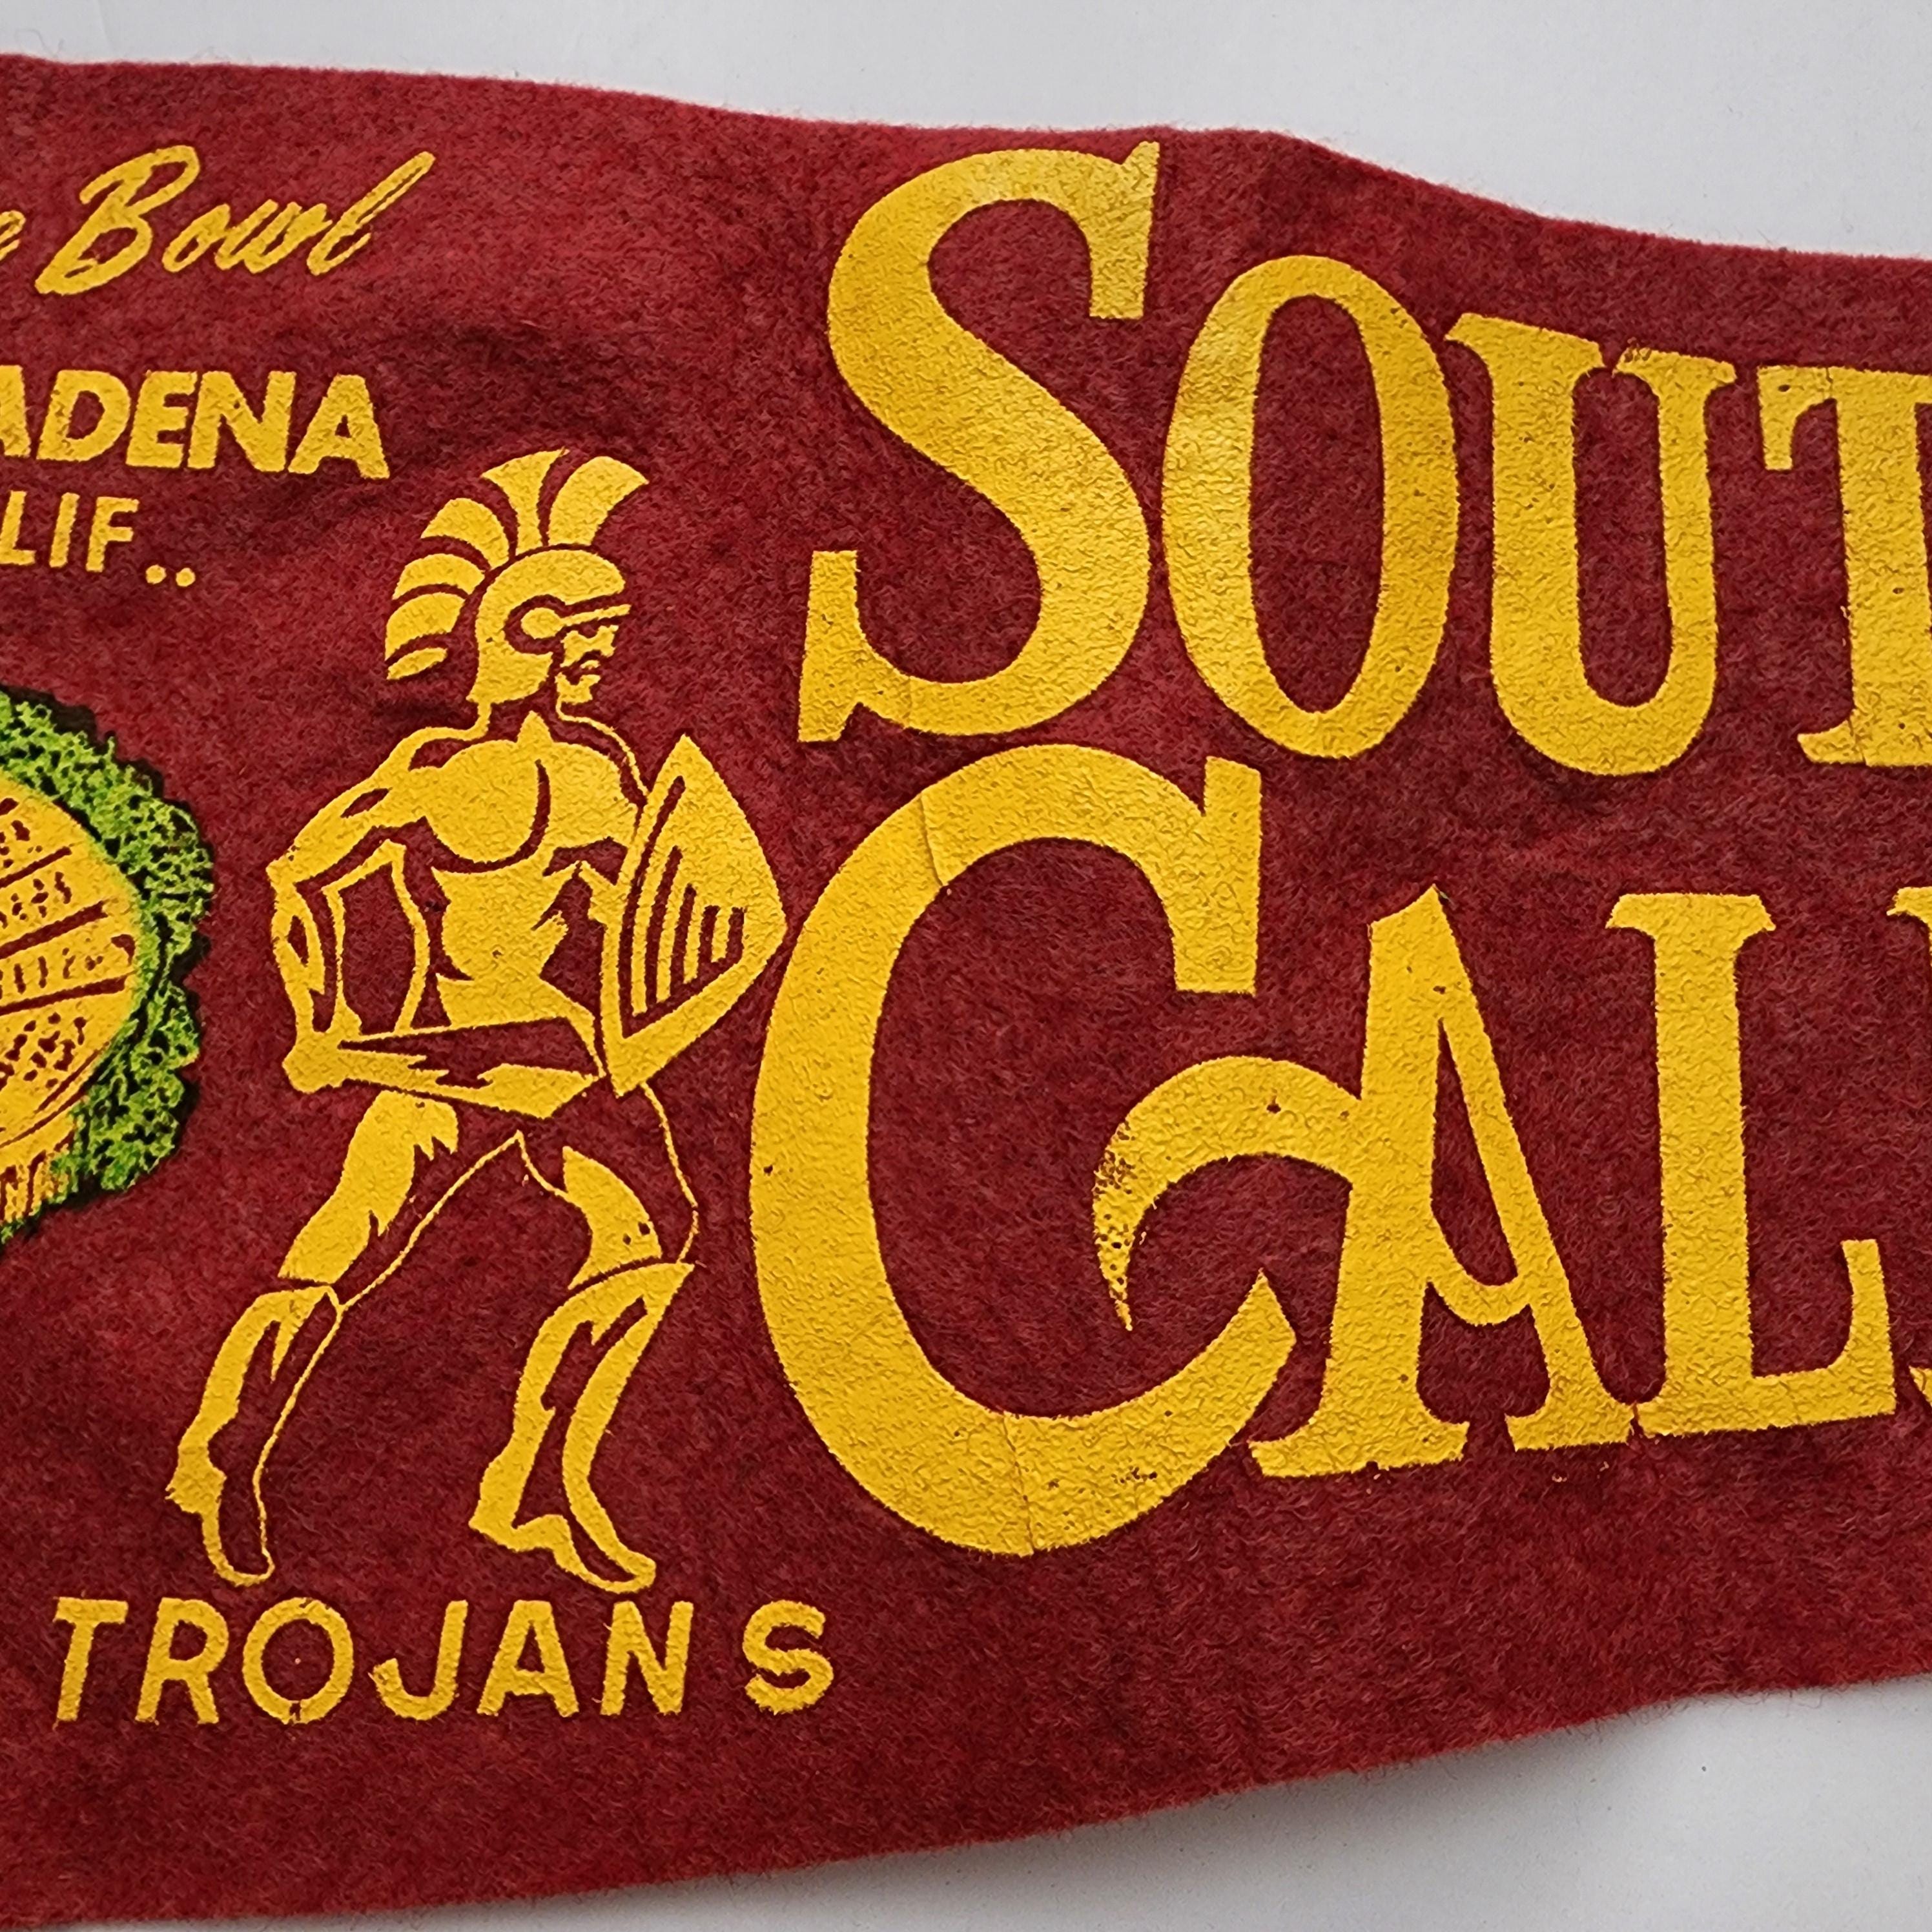 e Bowl
ADENA
LIF..
SOUT
CAL
TROJANS